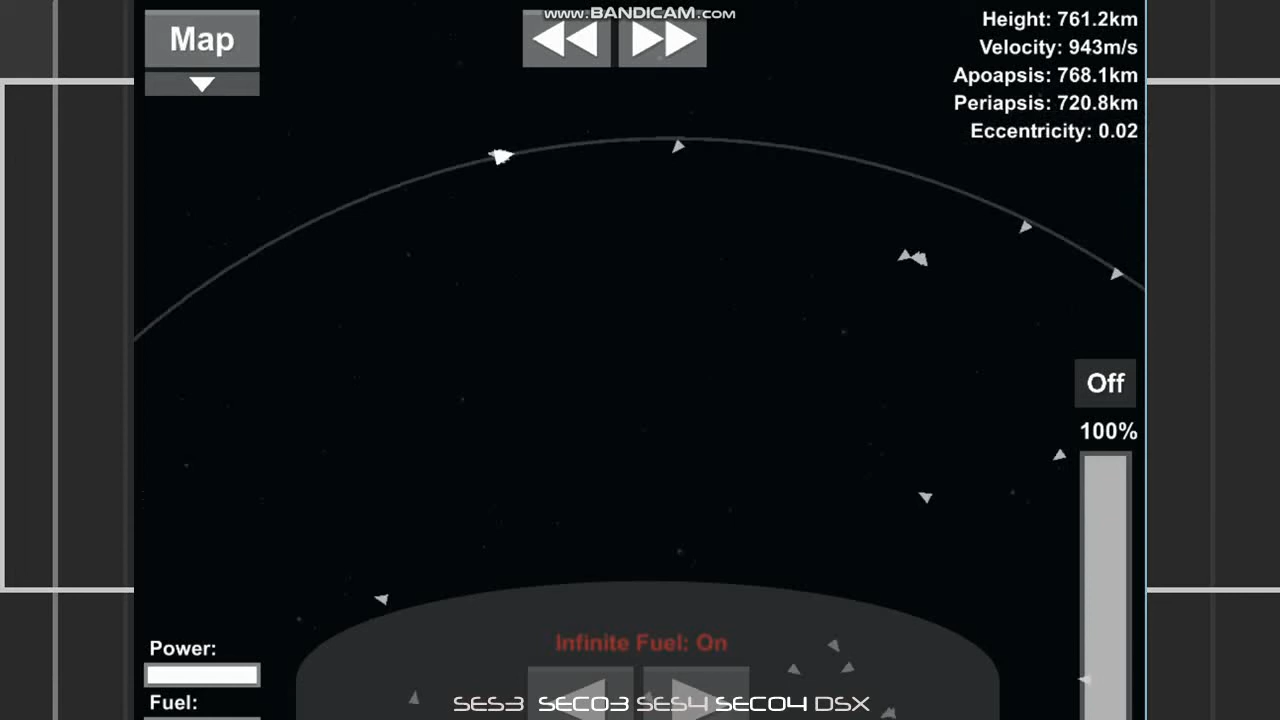 www.BANDICAM.com
Map
Height: 761.2km
Velocity: 943m/s
Apoapsis: 768.1km
Periapsis: 720.8km
Eccentricity: 0.02
Off
100%
Infinite Fuel: On
Power:
Fuel:
SES3 SECO3 SES4 SECO4 DSX